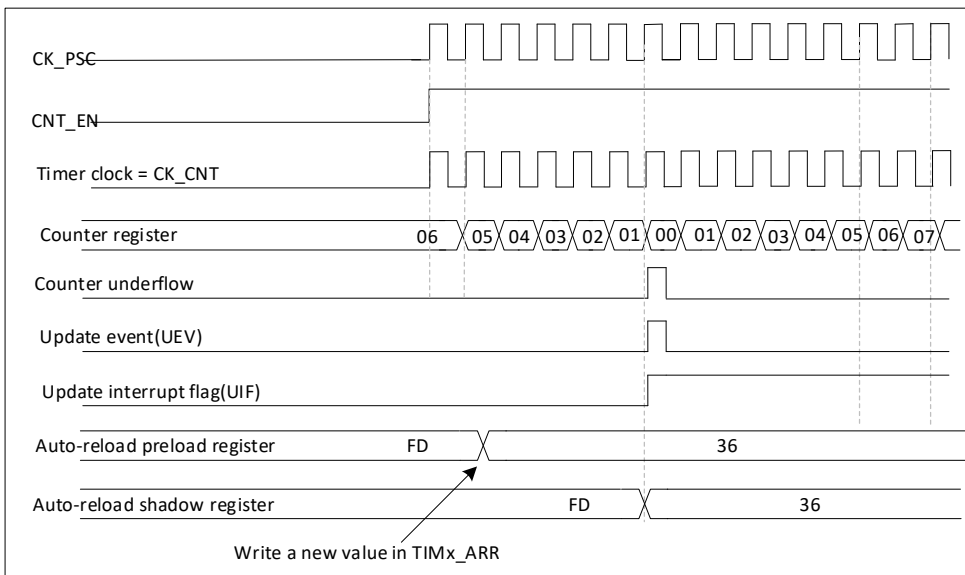 CK_PSC
CNT_EN
Timer clock = CK_CNT
Counter register 06 05 04 03 02 01 00 01 02 03 04 05 06 07
Counter underflow
Update event(UEV)
Update interrupt flag(UIF)
Auto-reload preload register FD 36
Auto-reload shadow register FD 36
Write a new value in TIMx_ARR